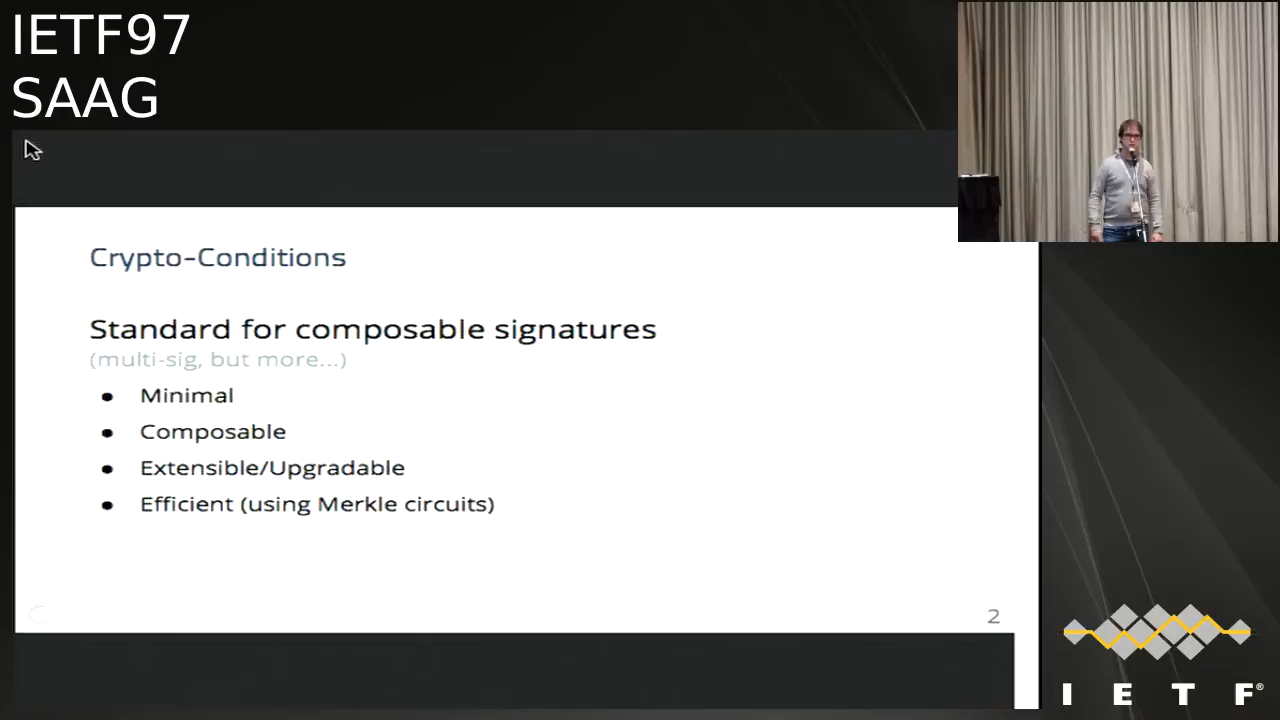 IETF97
SAAG
Crypto-Conditions
Standard for composable signatures
(multi-sig, but more...)
● Minimal
● Composable
● Extensible/Upgradable
● Efficient (using Merkle circuits)
2
I E T F®